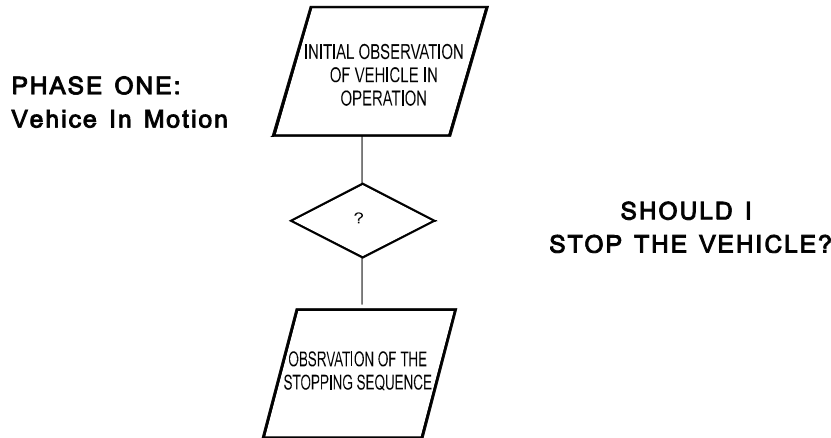 INITIAL OBSERVATION
OF VEHICLE IN
OPERATION
PHASE ONE:
Vehice In Motion
?
SHOULD I
STOP THE VEHICLE?
OBSRVATION OF THE
STOPPING SEQUENCE